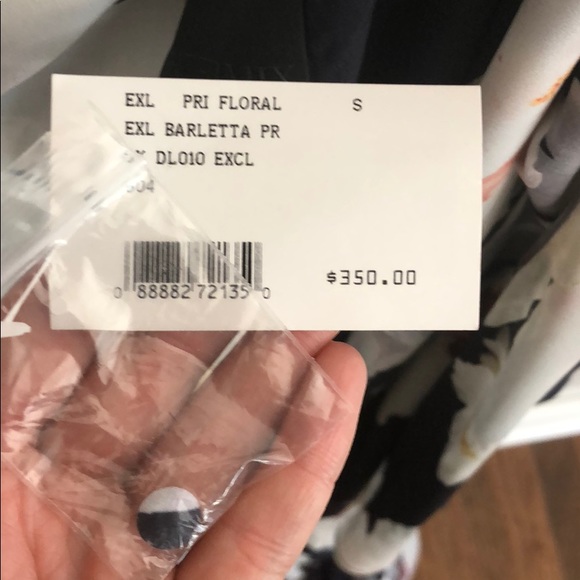 EXL PRI FLORAL S
EXL BARLETTA PR
DL010 EXCL
$350.00
0 88882 72135 0